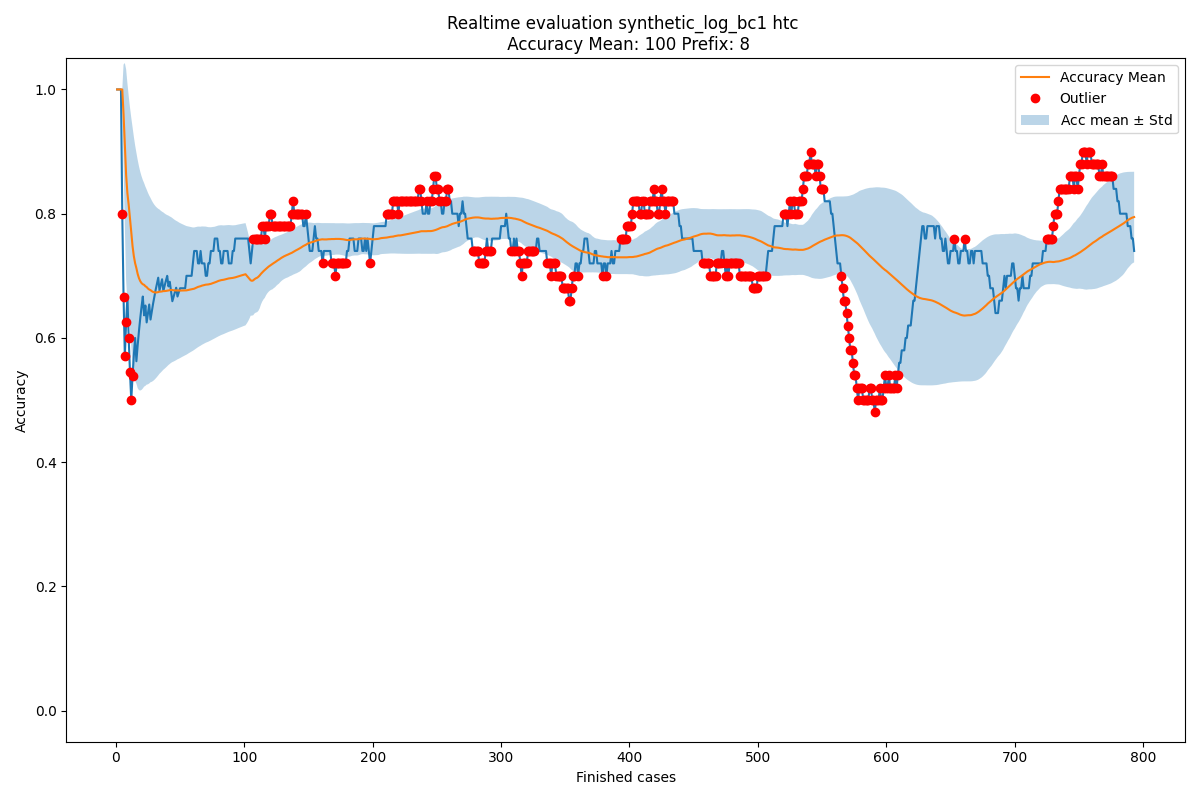 Realtime evaluation synthetic_log_bc1 htc
Accuracy Mean: 100 Prefix: 8
Accuracy Mean
Outlier
Acc mean ± Std
1.0
0.8
0.6
0.4
0.2
0.0
Accuracy
0 100 200 300 400 500 600 700 800
Finished cases